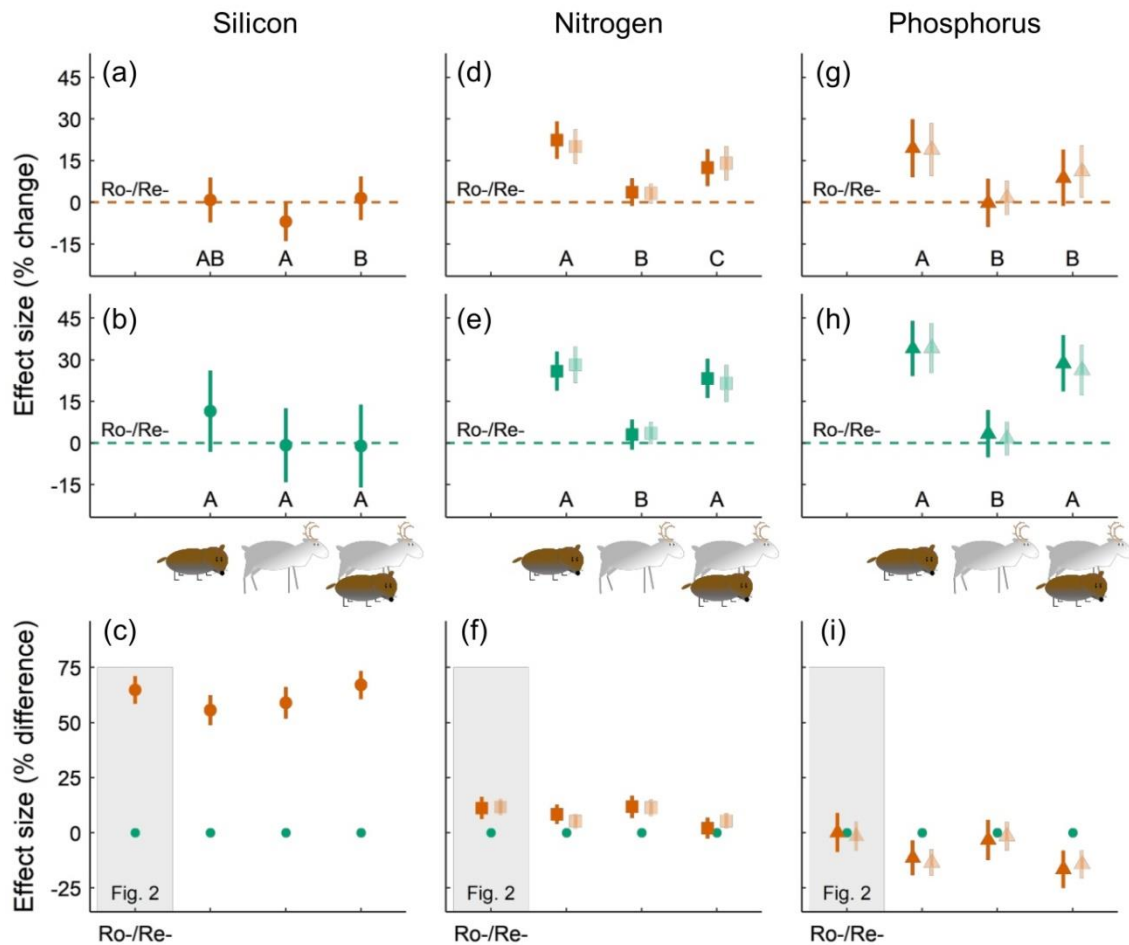 Silicon Nitrogen Phosphorus
(a) (d) (g)
45
30
15
0
-15
Ro-/Re- Ro-/Re- Ro-/Re-
AB A B A B C A B B
Effect size (% change)
(b) (e) (h)
45
30
15
0
-15
Ro-/Re- Ro-/Re- Ro-/Re-
A A A A B A A B A
(c) (f) (i)
75
50
25
0
-25
Effect size (% difference)
Fig. 2 Fig. 2 Fig. 2
Ro-/Re- Ro-/Re- Ro-/Re-